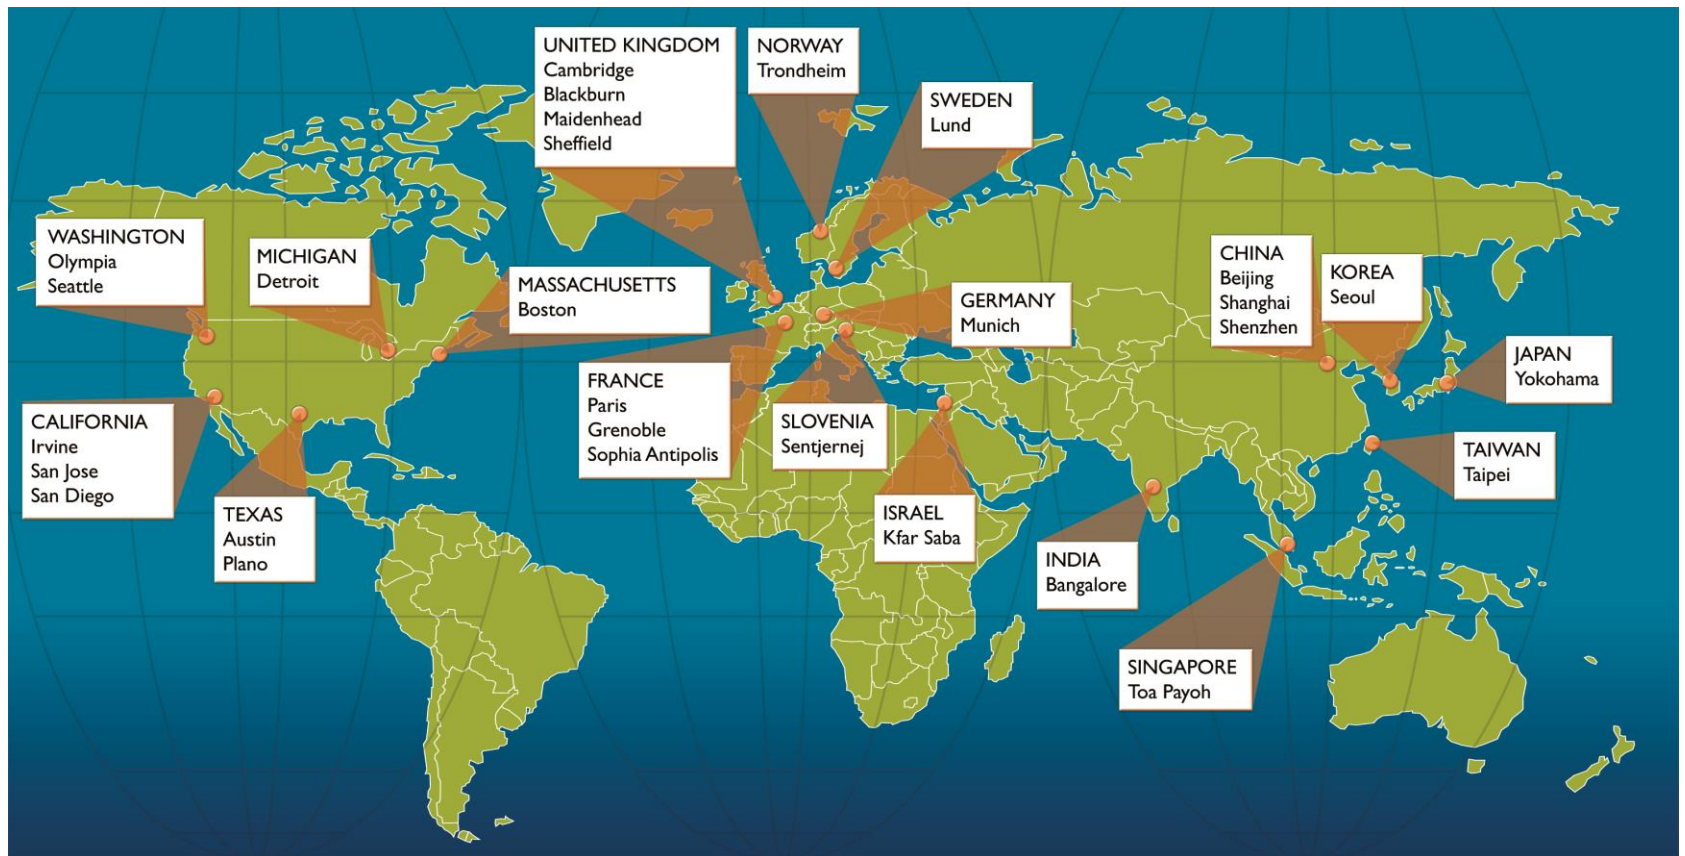 UNITED KINGDOM
Cambridge
Blackburn
Maidenhead
Sheffield
NORWAY
Trondheim
SWEDEN
Lund
WASHINGTON
Olympia
Seattle
MICHIGAN
Detroit
MASSACHUSETTS
Boston
GERMANY
Munich
CHINA
Beijing
Shanghai
Shenzhen
KOREA
Seoul
JAPAN
Yokohama
FRANCE
Paris
Grenoble
Sophia Antipolis
SLOVENIA
Sentjernej
CALIFORNIA
Irvine
San Jose
San Diego
TEXAS
Austin
Plano
ISRAEL
Kfar Saba
TAIWAN
Taipei
INDIA
Bangalore
SINGAPORE
Toa Payoh